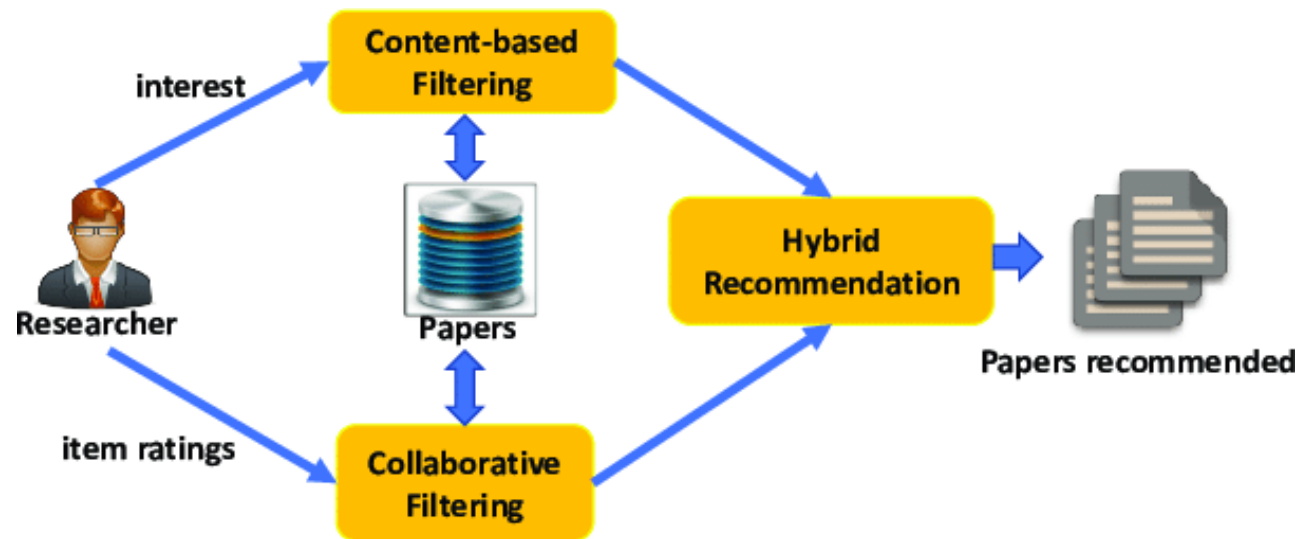 Content-based
Filtering
interest
Researcher
Papers
Hybrid
Recommendation
Papers recommended
item ratings
Collaborative
Filtering